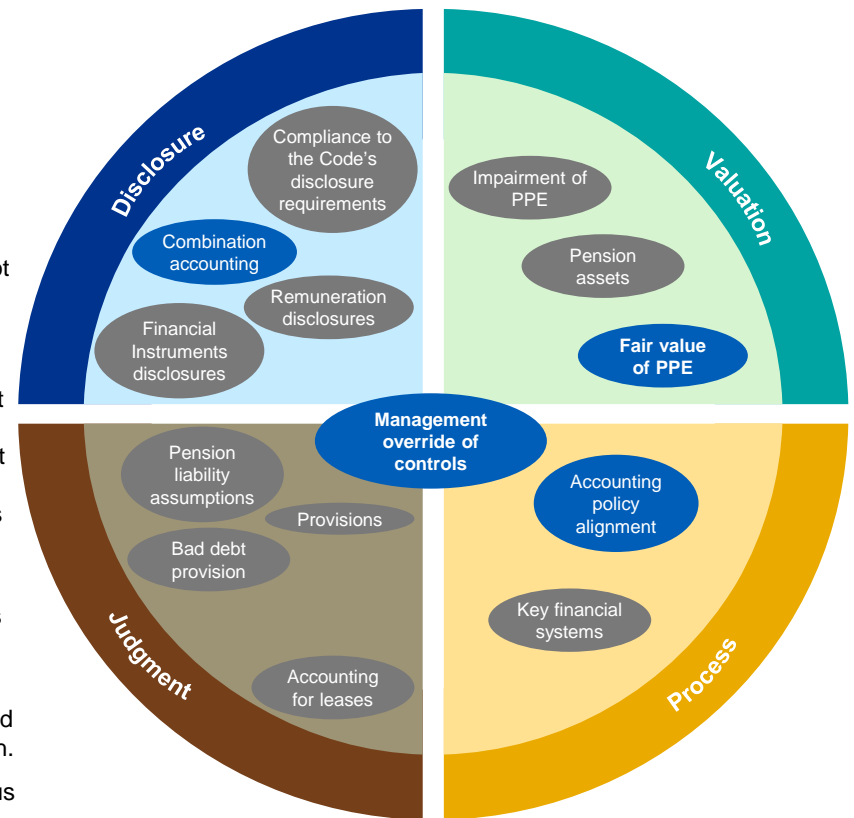 Disclosure
Compliance to
the Code's
disclosure
requirements
Combination
accounting
Remuneration
disclosures
Financial
Instruments
disclosures
Valuation
Impairment of
PPE
Pension
assets
Fair value
of PPE
Management
override of
controls
Judgment
Pension
liability
assumptions
Provisions
Bad debt
provision
Accounting
for leases
Process
Accounting
policy
alignment
Key financial
systems